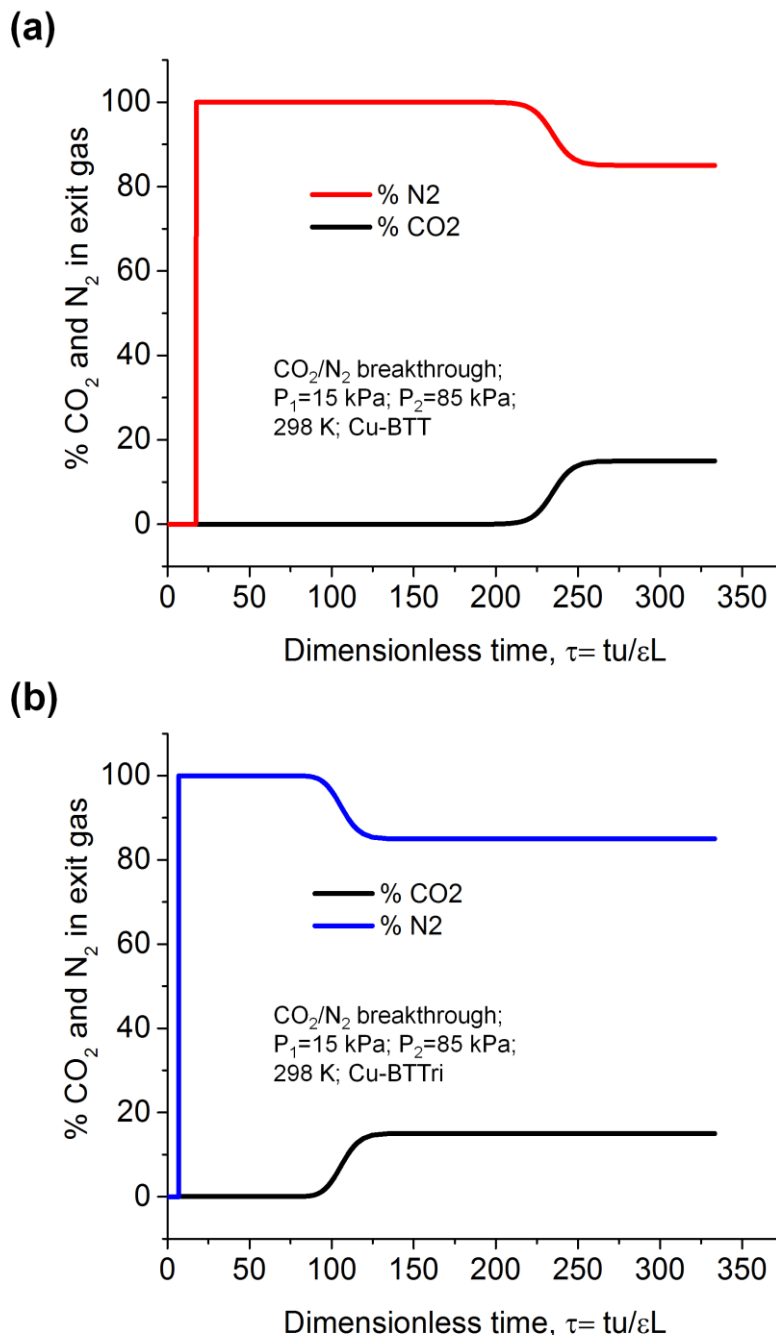 (a)
% CO₂ and N₂ in exit gas
100
80
60
40
20
0
% N2
% CO2
CO₂/N₂ breakthrough;
P₁=15 kPa; P₂=85 kPa;
298 K; Cu-BTT
0 50 100 150 200 250 300 350
Dimensionless time, τ= tu/εL
(b)
% CO₂ and N₂ in exit gas
100
80
60
40
20
0
% CO2
% N2
CO₂/N₂ breakthrough;
P₁=15 kPa; P₂=85 kPa;
298 K; Cu-BTTri
0 50 100 150 200 250 300 350
Dimensionless time, τ= tu/εL